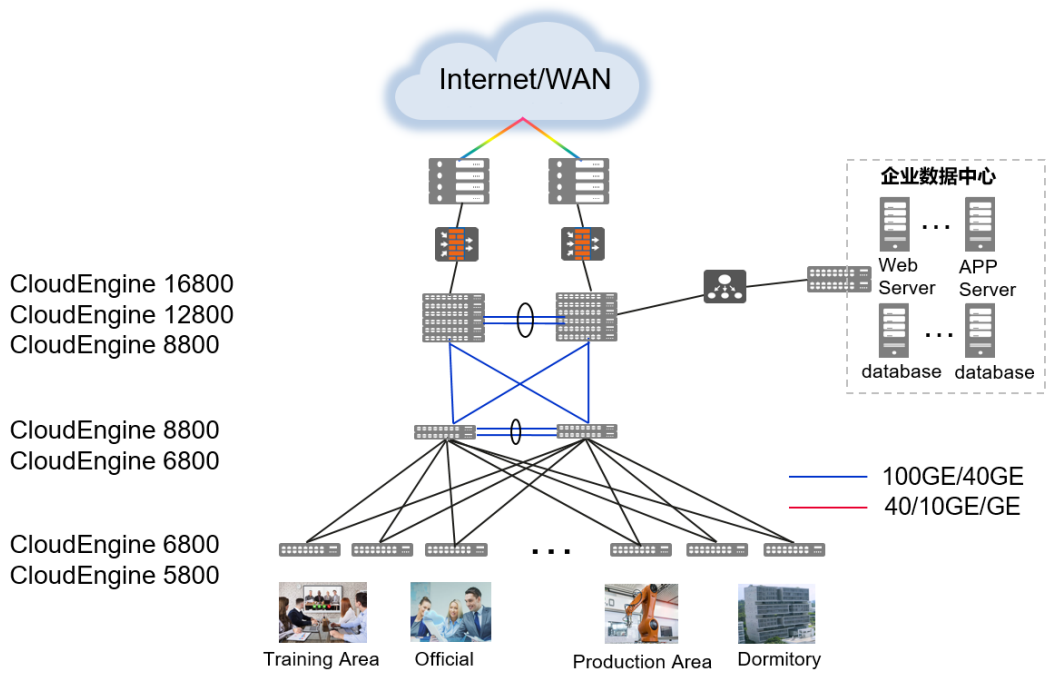 Internet/WAN
企业数据中心
Web
Server
APP
Server
database
database
CloudEngine 16800
CloudEngine 12800
CloudEngine 8800
CloudEngine 8800
CloudEngine 6800
100GE/40GE
40/10GE/GE
CloudEngine 6800
CloudEngine 5800
Training Area
Official
Production Area
Dormitory